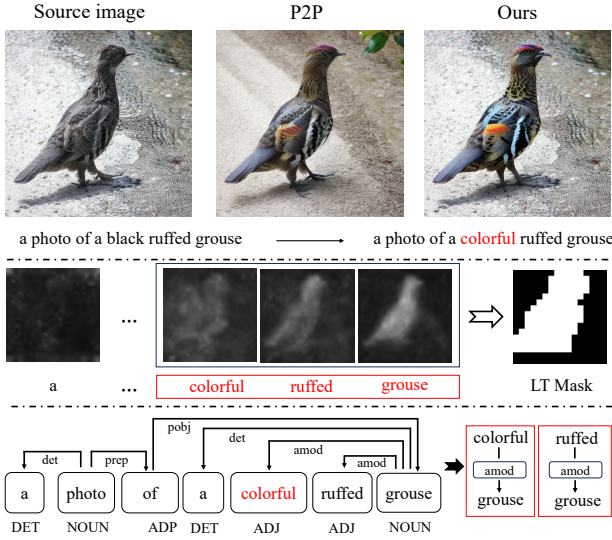 Source image P2P Ours
a photo of a black ruffed grouse a photo of a colorful ruffed grouse
... 
a ... colorful ruffed grouse LT Mask
pobj
det prep det amod amod
a photo of a colorful ruffed grouse
DET NOUN ADP DET ADJ ADJ NOUN
colorful ruffed
amod amod
grouse grouse